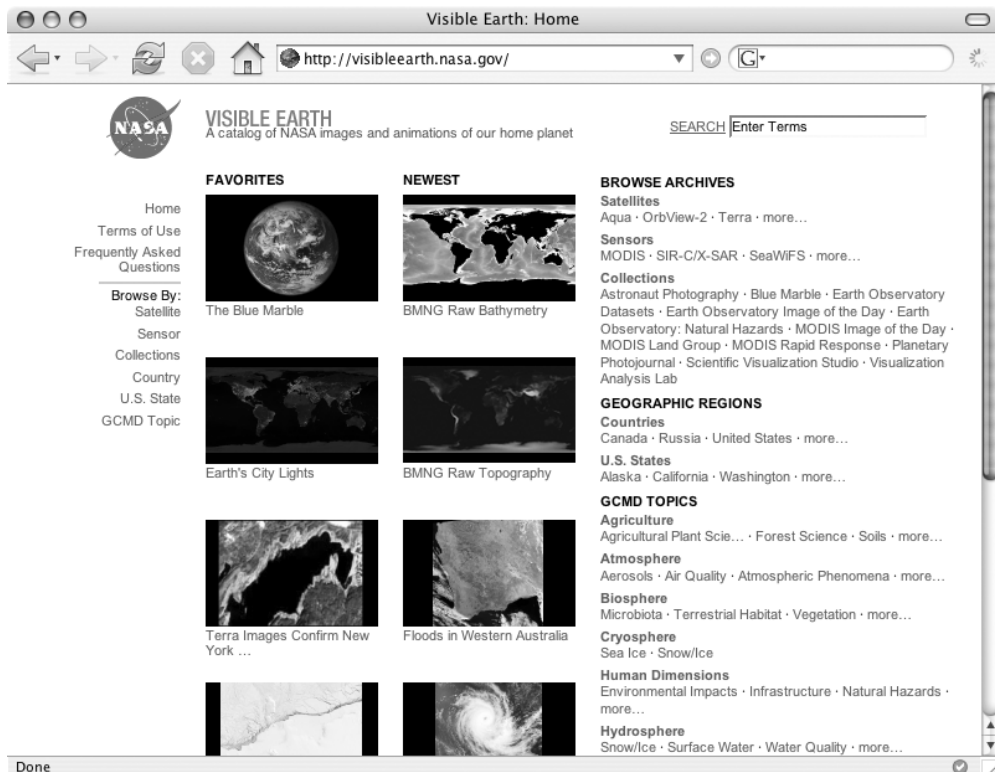 Visible Earth: Home
http://visibleearth.nasa.gov/
G
NASA
VISIBLE EARTH
A catalog of NASA images and animations of our home planet
SEARCH Enter Terms
Home
Terms of Use
Frequently Asked
Questions
Browse By:
Satellite
Sensor
Collections
Country
U.S. State
GCMD Topic
FAVORITES
The Blue Marble
Earth's City Lights
Terra Images Confirm New
York ...
NEWEST
BMNG Raw Bathymetry
BMNG Raw Topography
Floods in Western Australia
BROWSE ARCHIVES
Satellites
Aqua · OrbView-2 · Terra · more...
Sensors
MODIS · SIR-C/X-SAR · SeaWiFS · more...
Collections
Astronaut Photography · Blue Marble · Earth Observatory
Datasets · Earth Observatory Image of the Day · Earth
Observatory: Natural Hazards · MODIS Image of the Day ·
MODIS Land Group · MODIS Rapid Response · Planetary
Photojournal · Scientific Visualization Studio · Visualization
Analysis Lab
GEOGRAPHIC REGIONS
Countries
Canada · Russia · United States · more...
U.S. States
Alaska · California · Washington · more...
GCMD TOPICS
Agriculture
Agricultural Plant Scie... · Forest Science · Soils · more...
Atmosphere
Aerosols · Air Quality · Atmospheric Phenomena · more...
Biosphere
Microbiota · Terrestrial Habitat · Vegetation · more...
Cryosphere
Sea Ice · Snow/Ice
Human Dimensions
Environmental Impacts · Infrastructure · Natural Hazards ·
more...
Hydrosphere
Snow/Ice · Surface Water · Water Quality · more...
Done